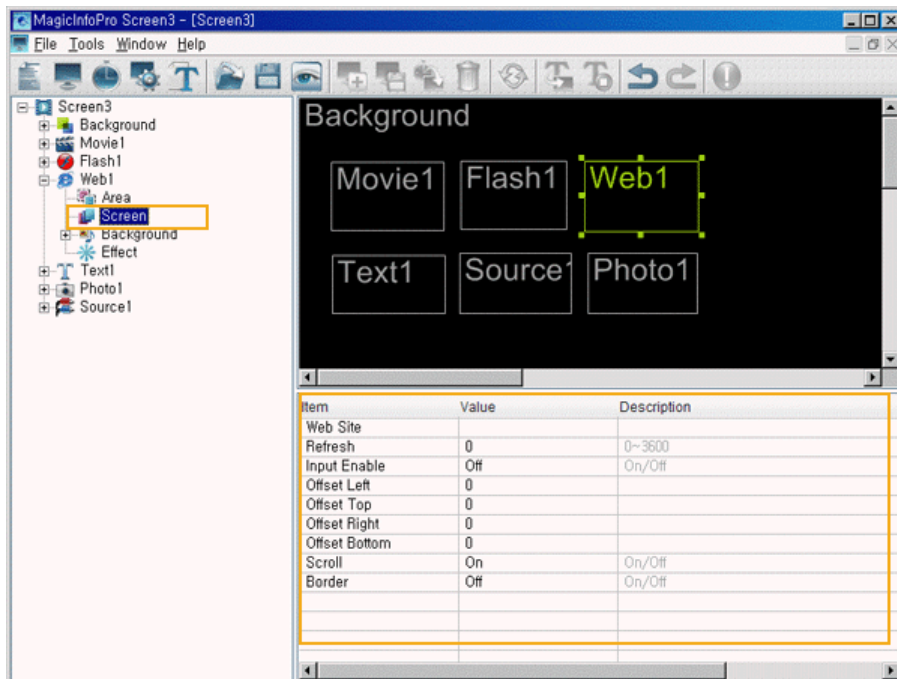 MagicInfoPro Screen3 - [Screen3]
File Tools Window Help
Screen3
Background
Movie1
Flash1
Web1
Area
Screen
Background
Effect
Text1
Photo1
Source1
Background
Movie1 Flash1 Web1
Text1 Source1 Photo1
Item Value Description
Web Site
Refresh 0 0~3600
Input Enable Off On/Off
Offset Left 0
Offset Top 0
Offset Right 0
Offset Bottom 0
Scroll On On/Off
Border Off On/Off